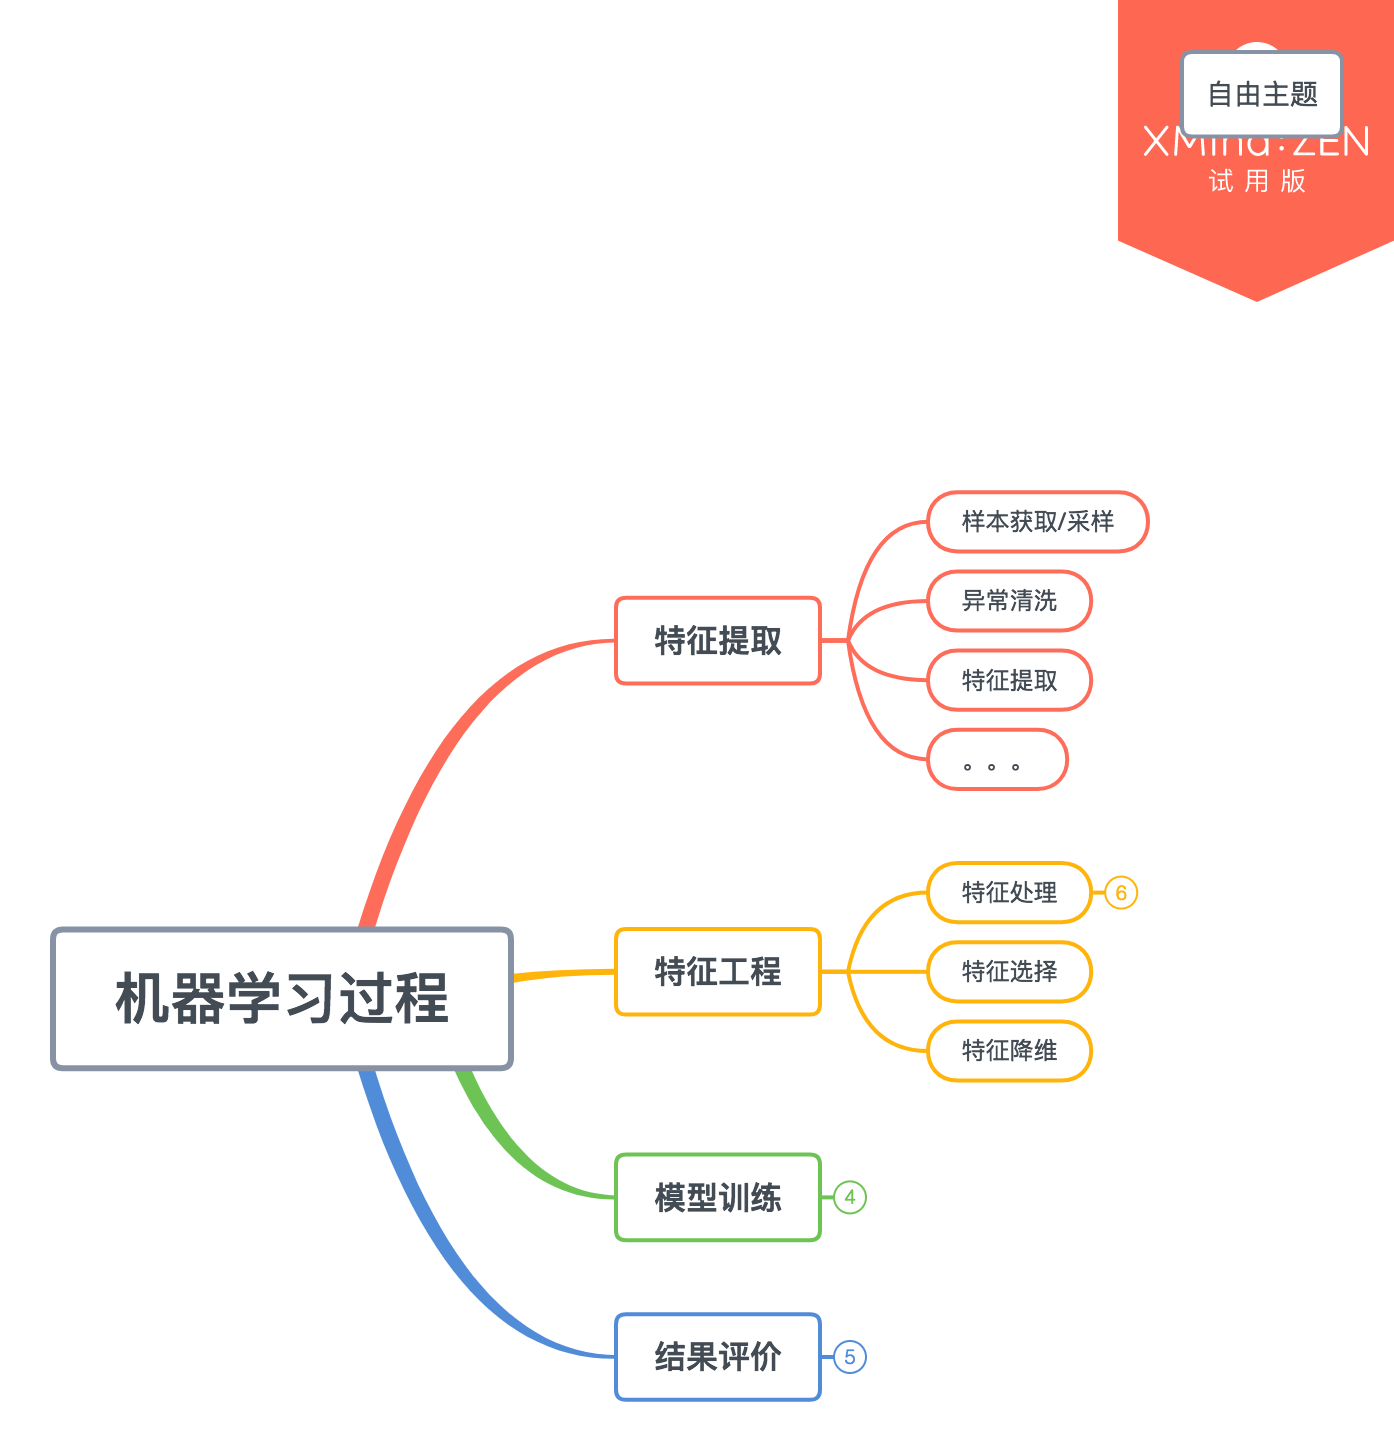 自由主题
XMind:ZEN
试用版
机器学习过程
特征提取
样本获取/采样
异常清洗
特征提取
。。。
特征工程
特征处理
6
特征选择
特征降维
模型训练
4
结果评价
5